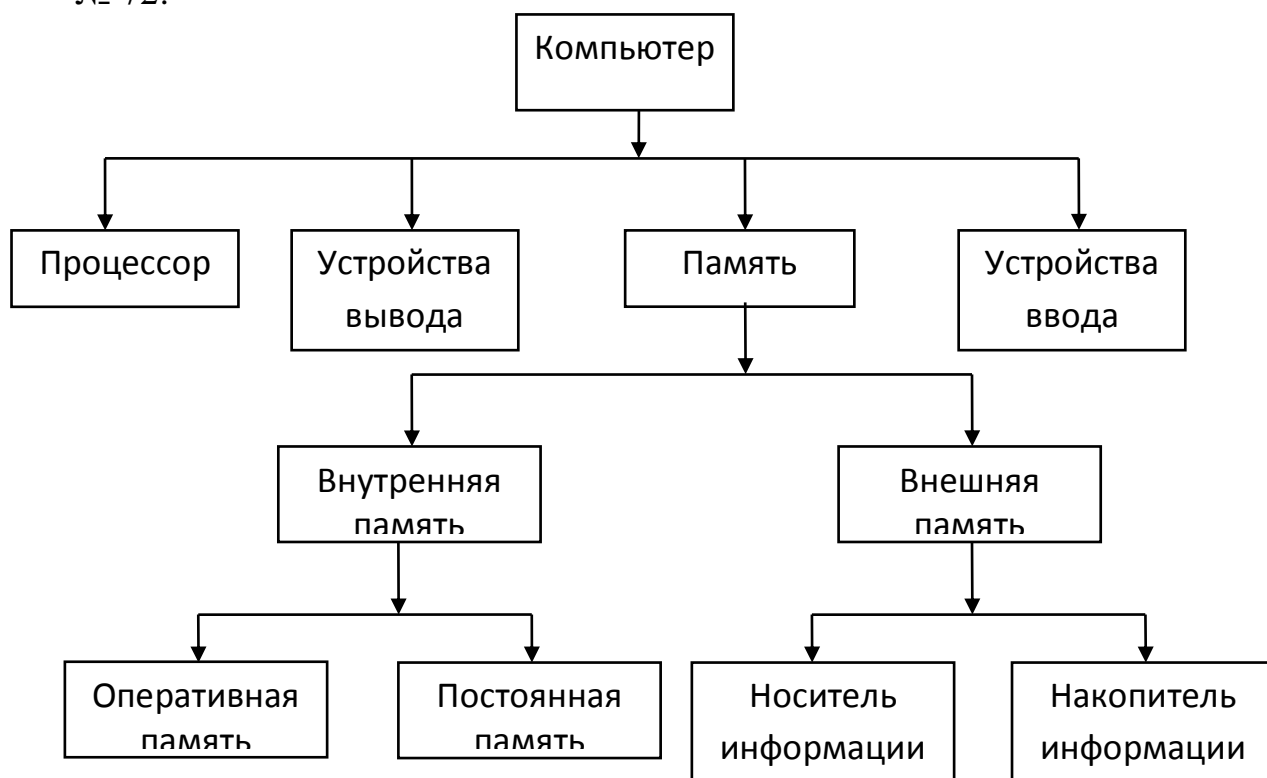 Компьютер
Процессор
Устройства
вывода
Память
Устройства
ввода
Внутренняя
память
Внешняя
память
Оперативная
память
Постоянная
память
Носитель
информации
Накопитель
информации